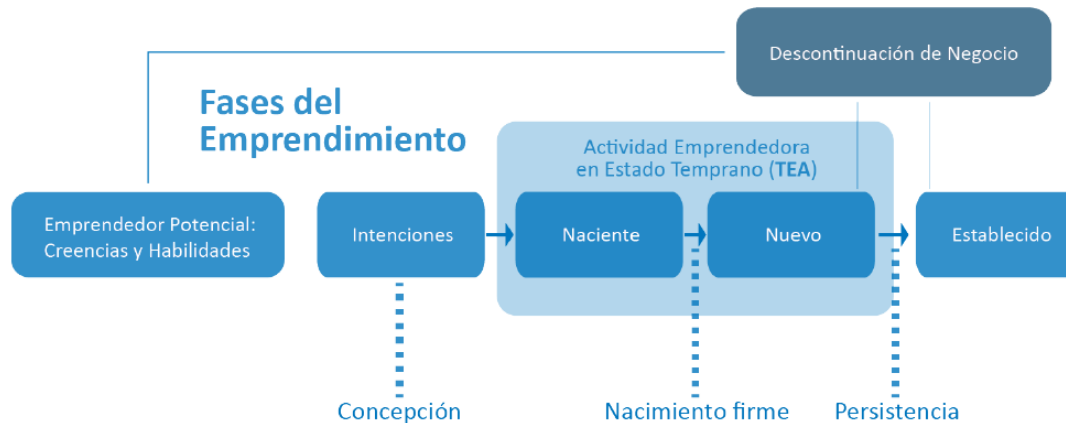 Descontinuación de Negocio
Fases del
Emprendimiento
Actividad Emprendedora
en Estado Temprano (TEA)
Emprendedor Potencial:
Creencias y Habilidades
Intenciones
Naciente
Nuevo
Establecido
Concepción
Nacimiento firme
Persistencia